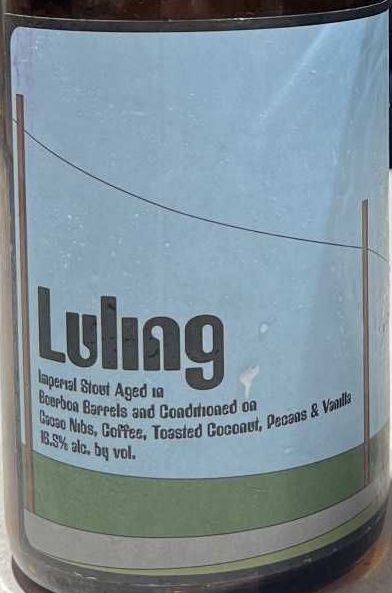 Luling
Imperial Stout Aged in
Bourbon Barrels and Conditioned on
Cacao Nibs, Coffee, Toasted Coconut, Pecans & Vanilla
16.5% alc. by vol.